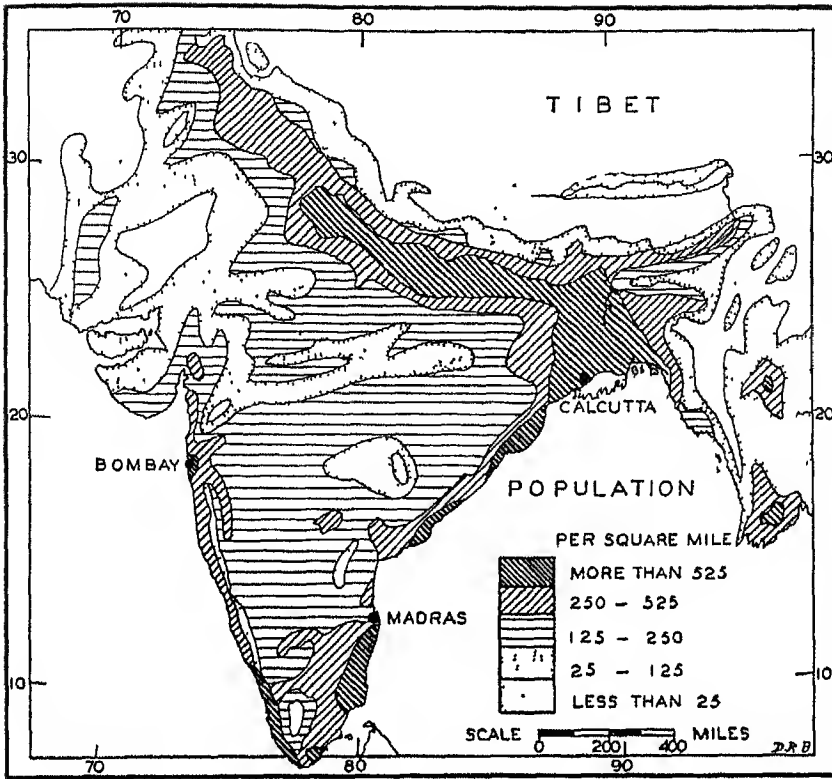 70
80
90
TIBET
30
30
20
20
CALCUTTA
BOMBAY
POPULATION
PER SQUARE MILE
MORE THAN 525
250 - 525
MADRAS
125 - 250
25 - 125
10
10
LESS THAN 25
SCALE 0 200 400 MILES
D.R.B
70
80
90